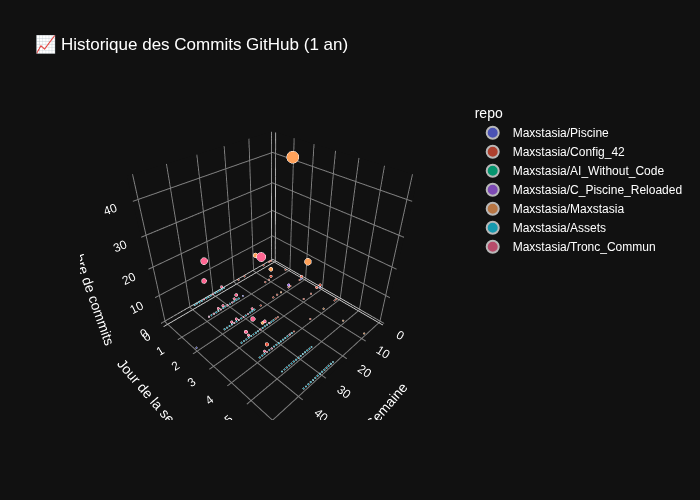 📈 Historique des Commits GitHub (1 an)
repo
Maxstasia/Piscine
Maxstasia/Config_42
Maxstasia/AI_Without_Code
Maxstasia/C_Piscine_Reloaded
Maxstasia/Maxstasia
Maxstasia/Assets
Maxstasia/Tronc_Commun
40
30
20
10
0
de commits
0
1
2
3
4
5
Jour de la
0
10
20
30
40